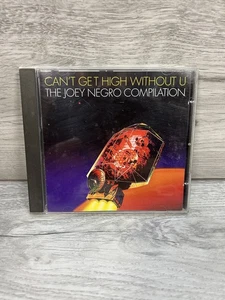 CAN'T GET HIGH WITHOUT U
THE JOEY NEGRO COMPILATION